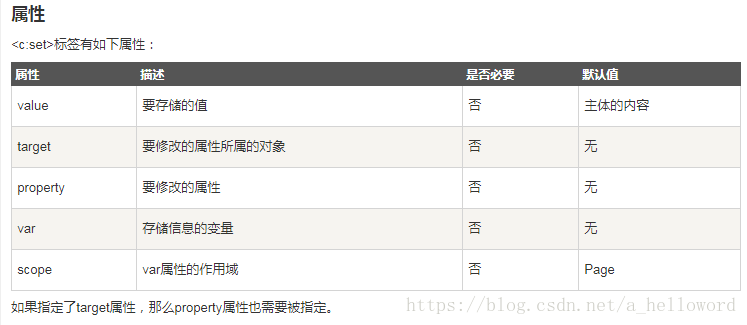 属性
<c:set>标签有如下属性：
属性 描述 是否必要 默认值
value 要存储的值 否 主体的内容
target 要修改的属性所属的对象 否 无
property 要修改的属性 否 无
var 存储信息的变量 否 无
scope var属性的作用域 否 Page
如果指定了target属性，那么property属性也需要被指定。
https://blog.csdn.net/a_helloword